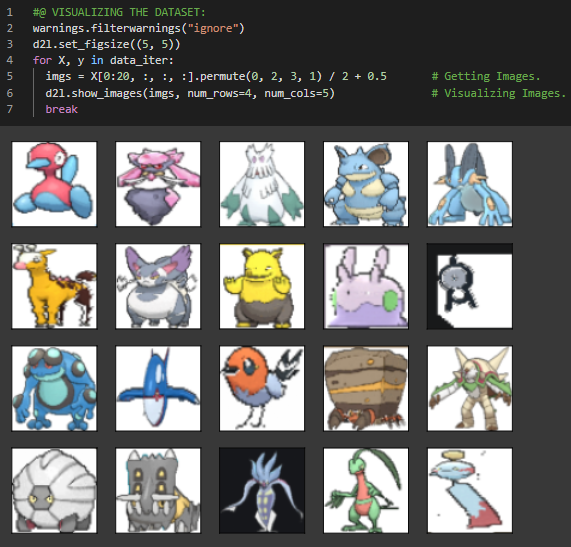 1 #@ VISUALIZING THE DATASET:
2 warnings.filterwarnings("ignore")
3 d2l.set_figsize((5, 5))
4 for X, y in data_iter:
5 imgs = X[0:20, :, :, :].permute(0, 2, 3, 1) / 2 + 0.5 # Getting Images.
6 d2l.show_images(imgs, num_rows=4, num_cols=5) # Visualizing Images.
7 break